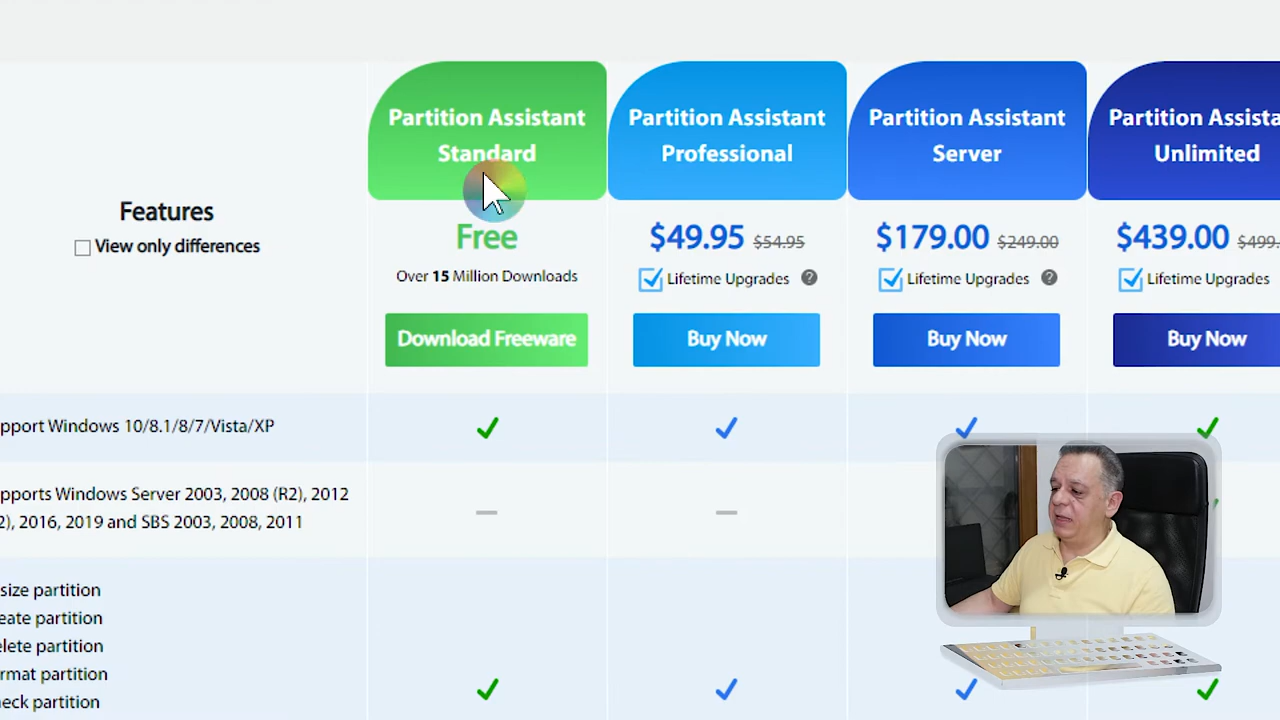 Partition Assistant
Standard
Partition Assistant
Professional
Partition Assistant
Server
Partition Assista
Unlimited
Features
View only differences
Free
Over 15 Million Downloads
Download Freeware
$49.95 $54.95
Lifetime Upgrades ?
Buy Now
$179.00 $249.00
Lifetime Upgrades ?
Buy Now
$439.00 $499.
Lifetime Upgrades
Buy Now
pport Windows 10/8.1/8/7/Vista/XP
pports Windows Server 2003, 2008 (R2), 2012
2), 2016, 2019 and SBS 2003, 2008, 2011
size partition
eate partition
elete partition
rmat partition
heck partition